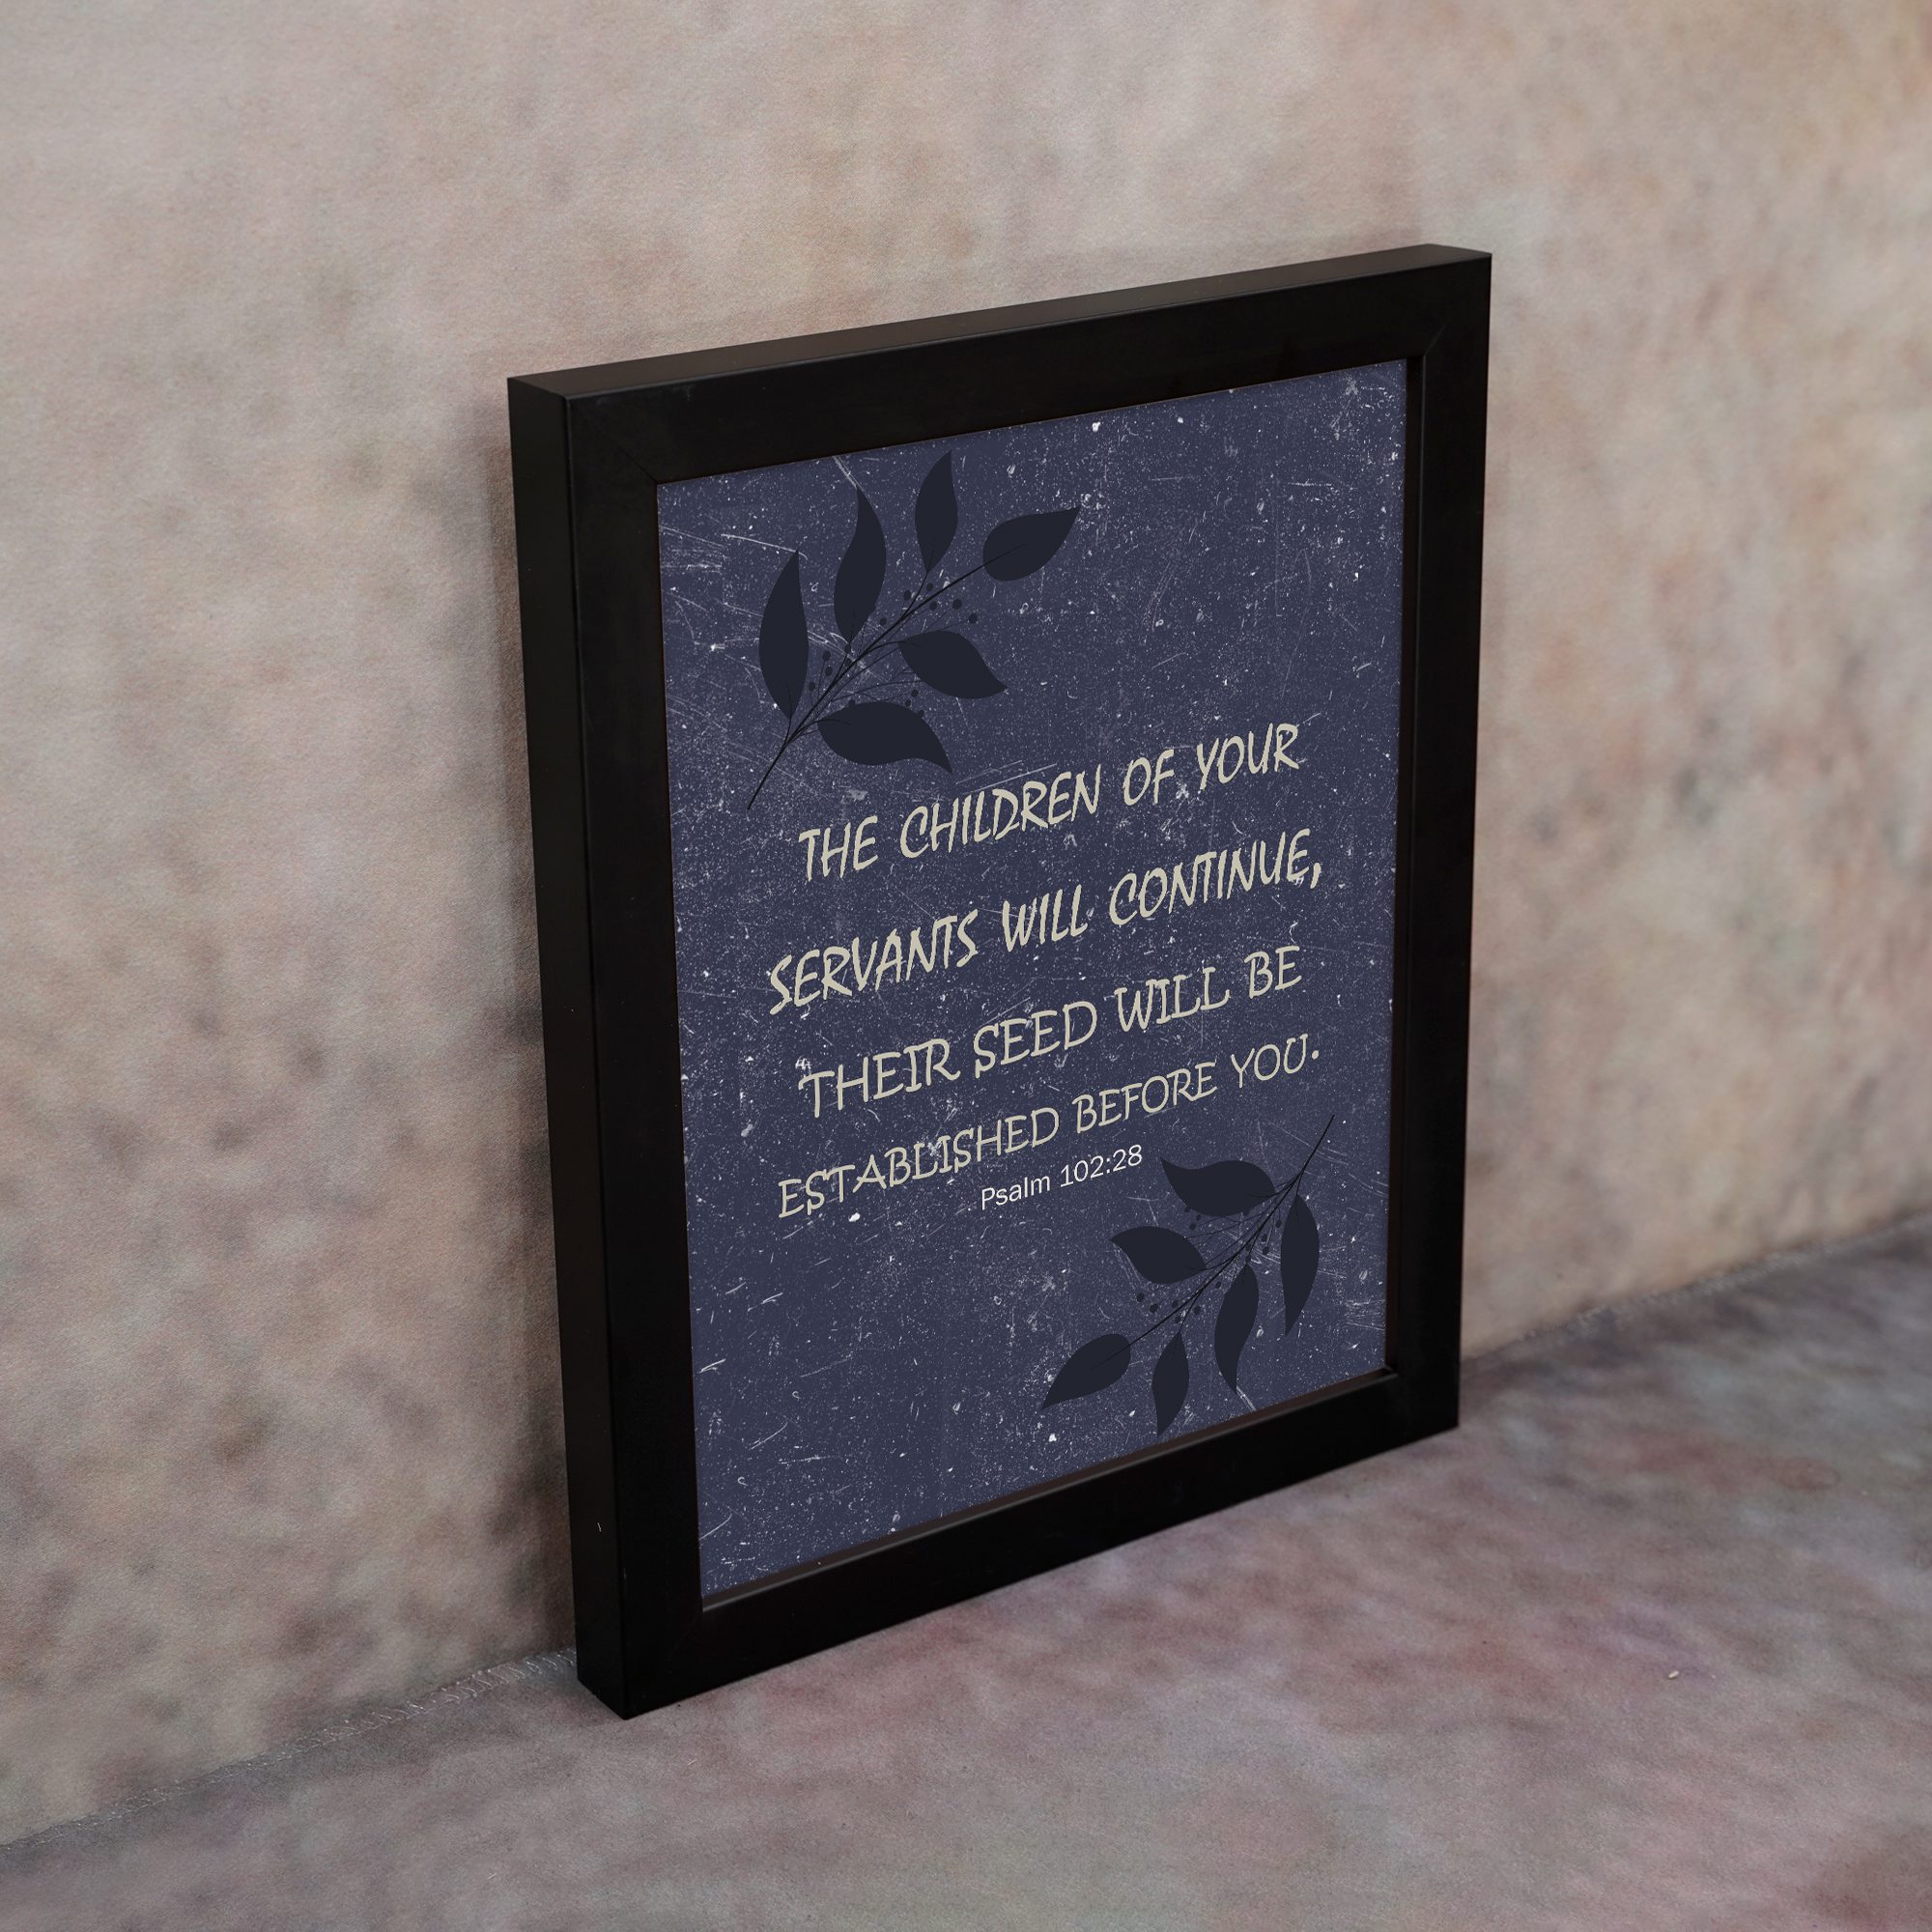 THE CHILDREN OF YOUR
SERVANTS WILL CONTINUE,
THEIR SEED WILL BE
ESTABLISHED BEFORE YOU.
Psalm 102:28